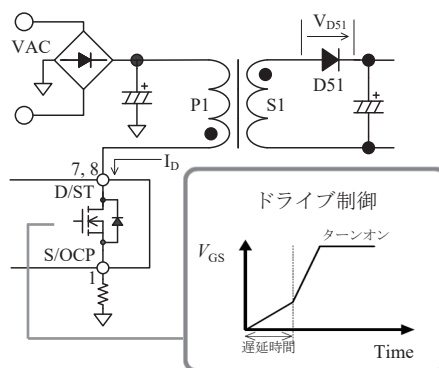 VAC
P1
S1
V_D51
D51
7, 8
I_D
D/ST
S/OCP
1
ドライブ制御
V_GS
ターンオン
遅延時間
Time